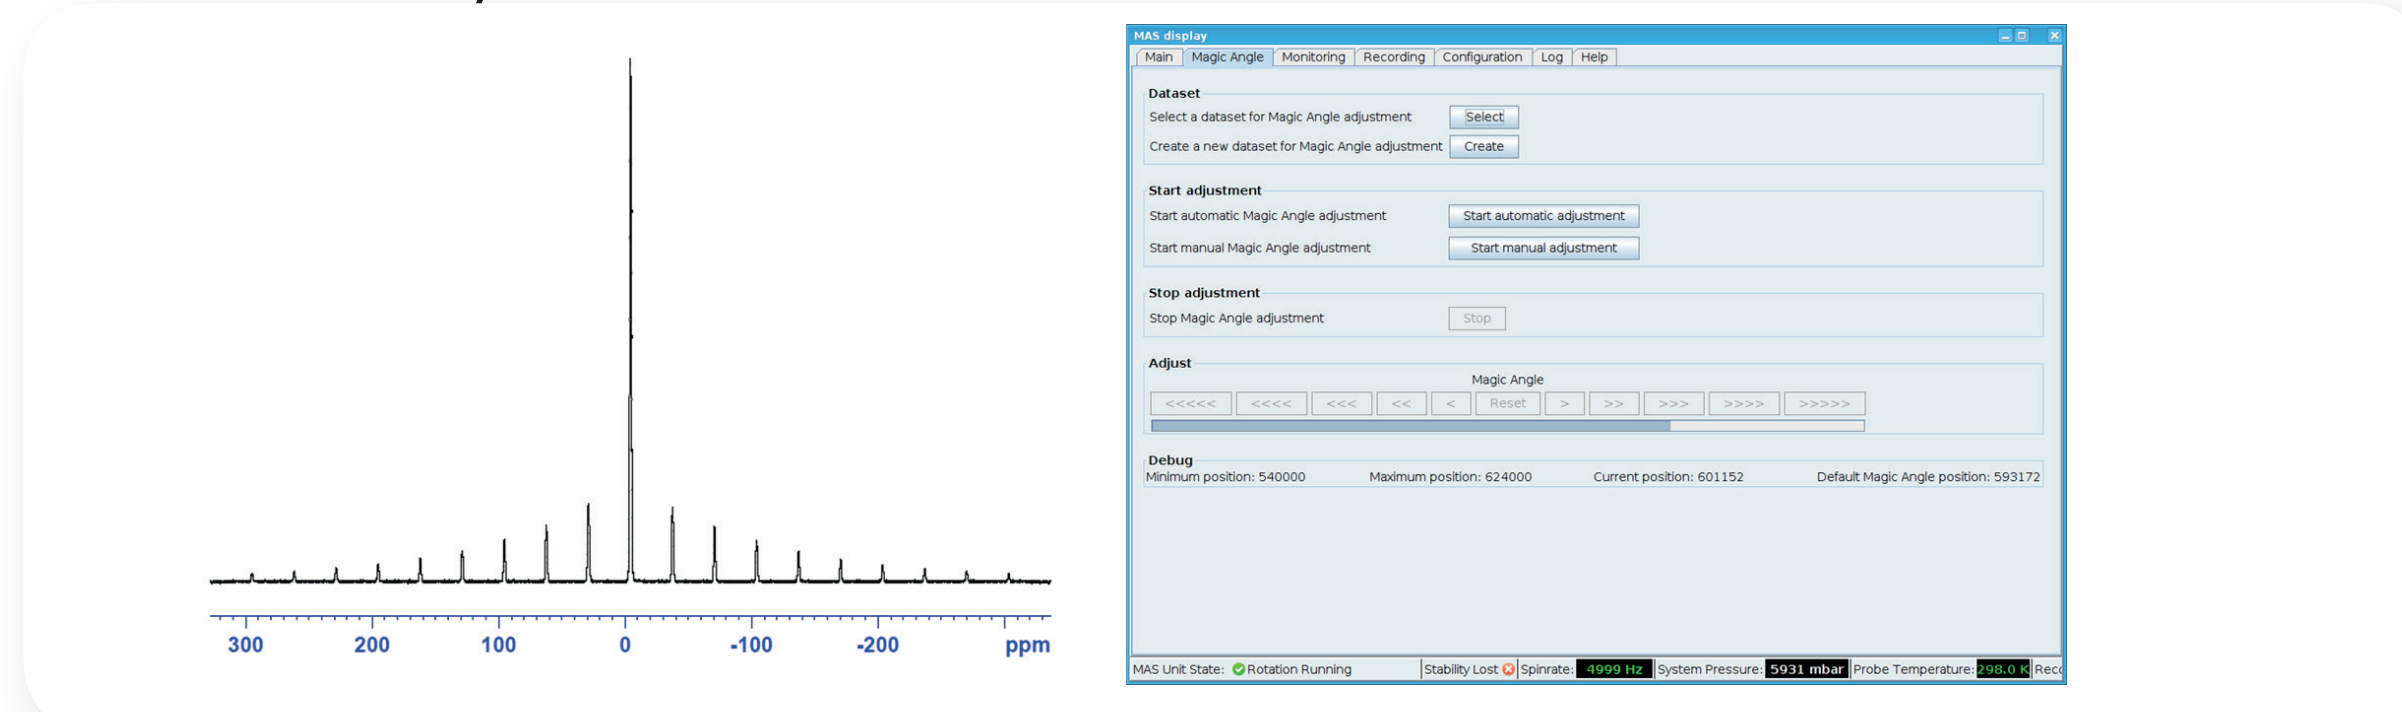 300 200 100 0 -100 -200 ppm
MAS display
Main Magic Angle Monitoring Recording Configuration Log Help
Dataset
Select a dataset for Magic Angle adjustment Select
Create a new dataset for Magic Angle adjustment Create
Start adjustment
Start automatic Magic Angle adjustment Start automatic adjustment
Start manual Magic Angle adjustment Start manual adjustment
Stop adjustment
Stop Magic Angle adjustment Stop
Adjust
Magic Angle
<<<<< <<<< <<< << < Reset > >> >>> >>>> >>>>>
Debug
Minimum position: 540000 Maximum position: 624000 Current position: 601152 Default Magic Angle position: 593172
MAS Unit State: Rotation Running Stability Lost Spinrate: 4999 Hz System Pressure: 5931 mbar Probe Temperature: 298.0 K